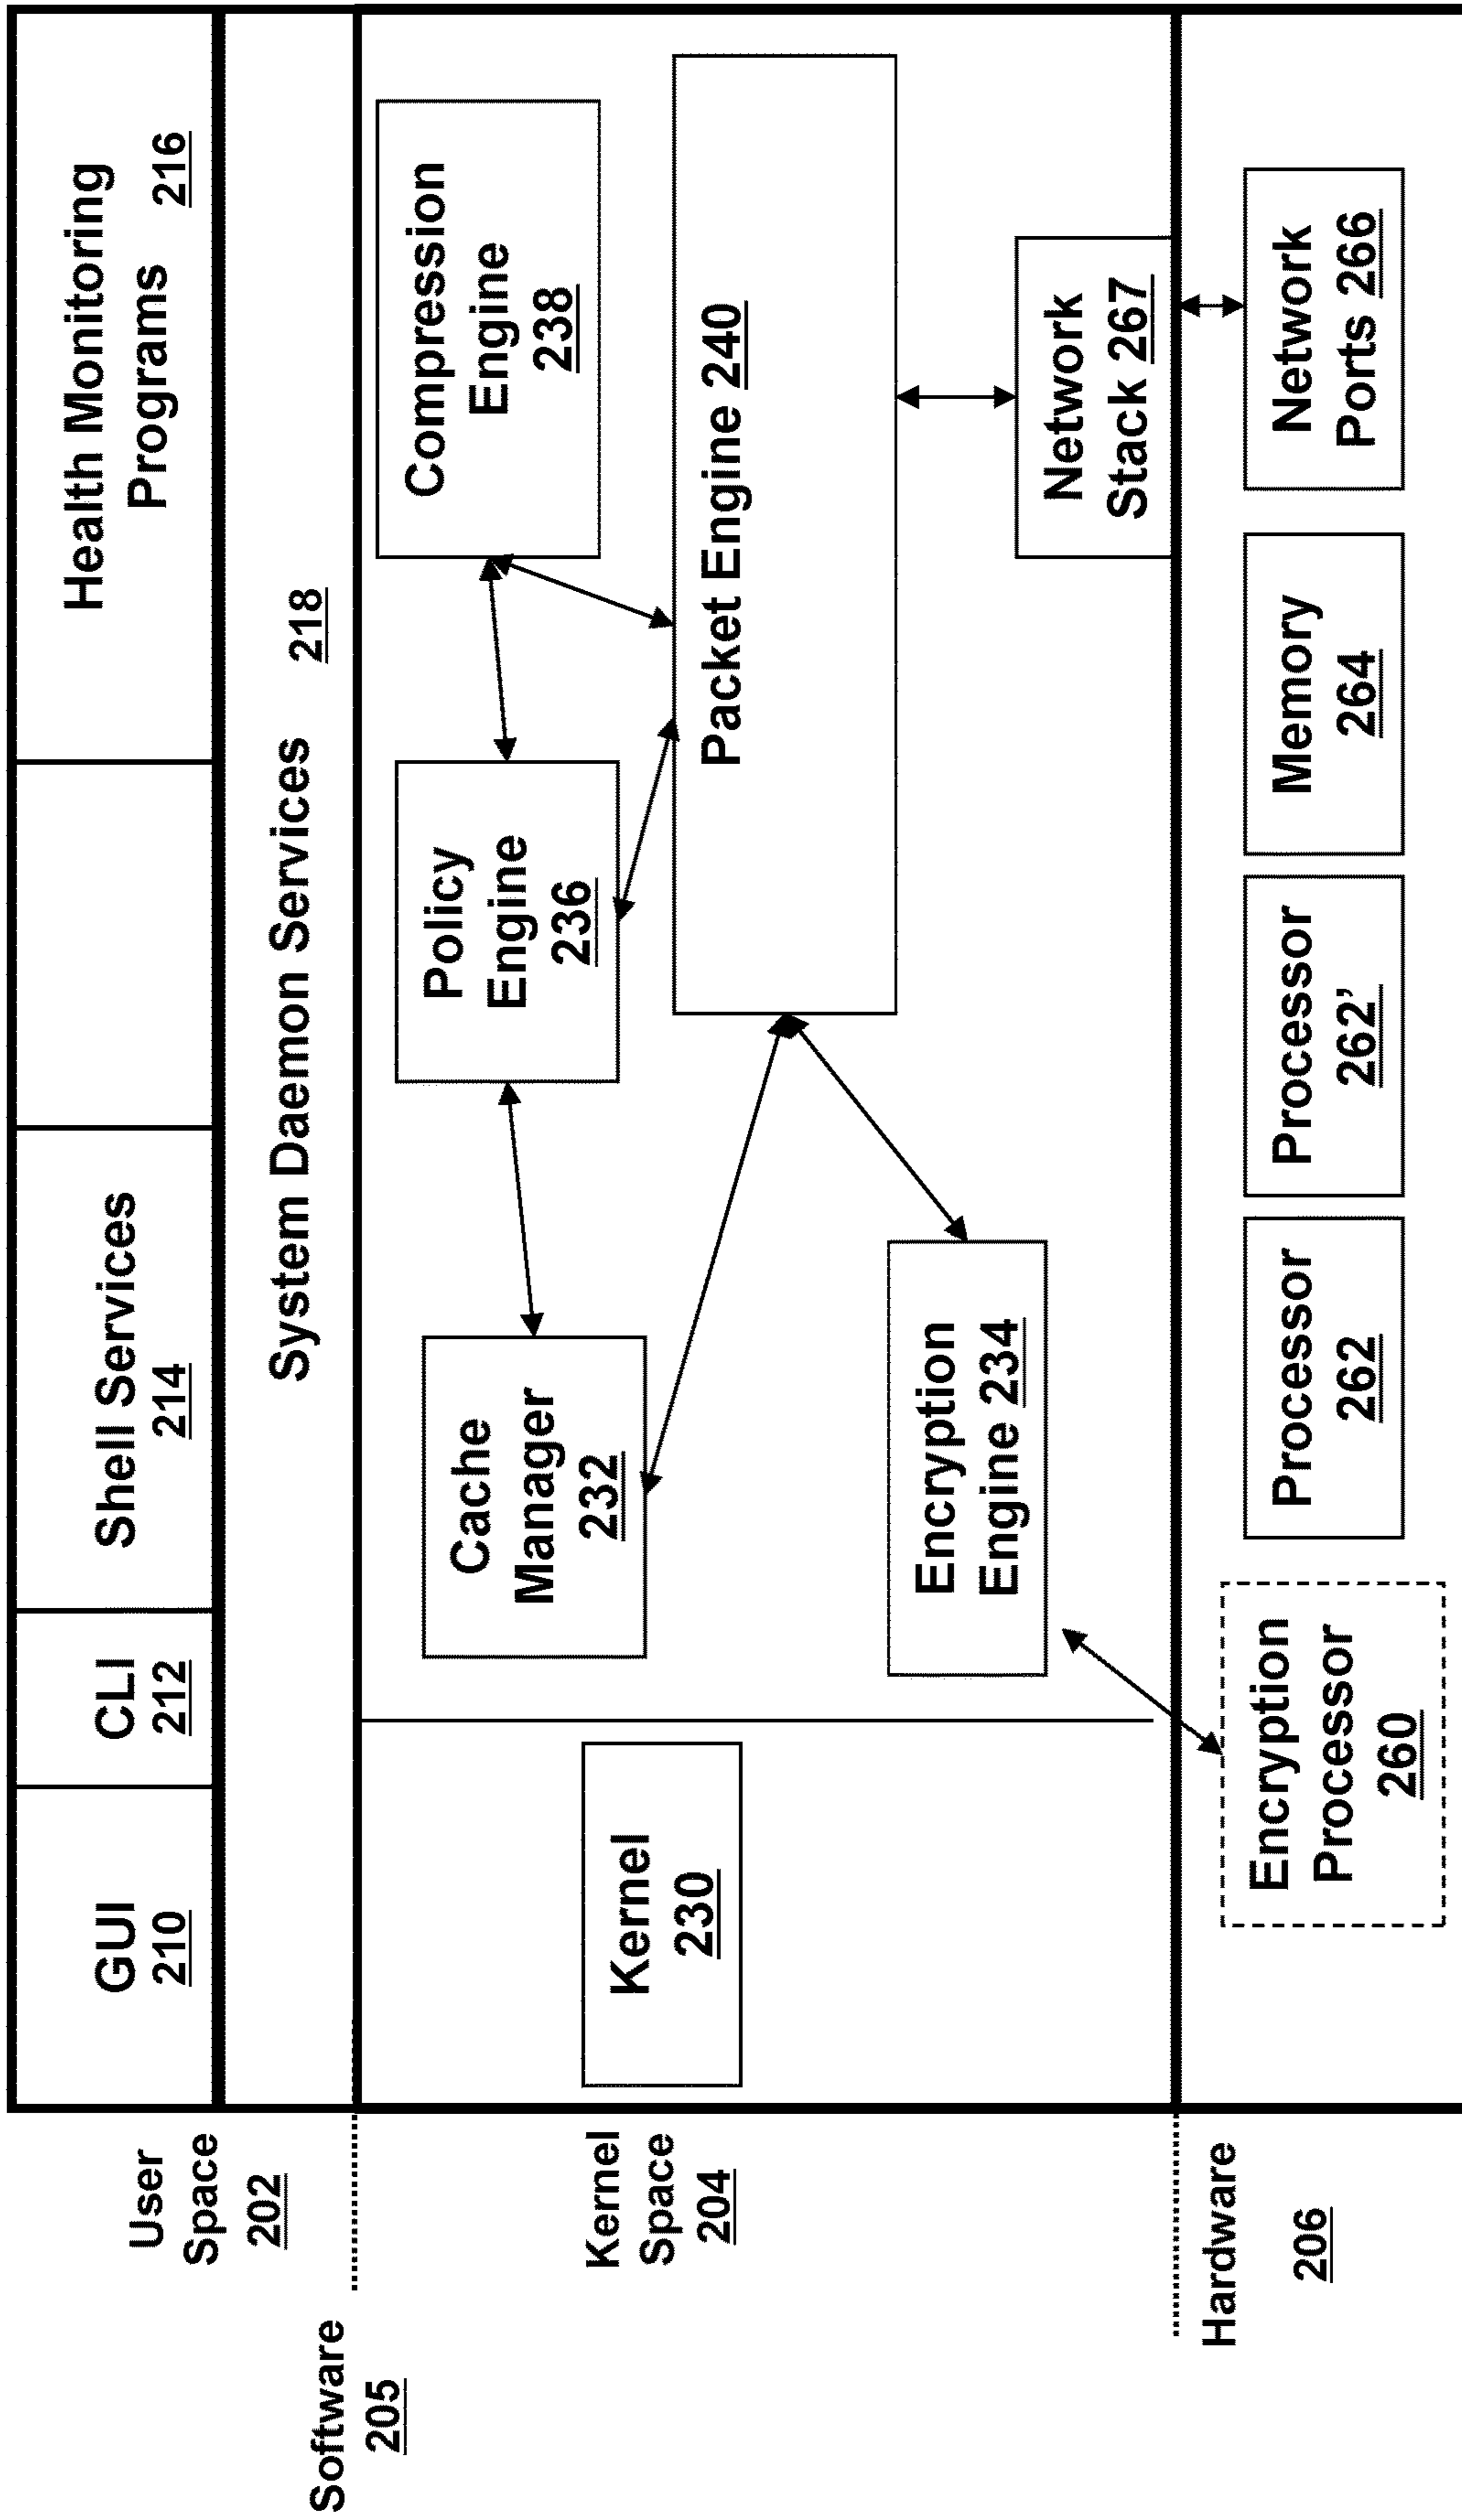 User
Space
202
GUI
210
CLI
212
Shell Services
214
Health Monitoring
Programs
216
System Daemon Services
218
Software
205
Kernel
Space
204
Kernel
230
Cache
Manager
232
Policy
Engine
236
Compression
Engine
238
Packet Engine 240
Encryption
Engine 234
Network
Stack 267
Hardware
206
Encryption
Processor
260
Processor
262
Processor
262’
Memory
264
Network
Ports 266